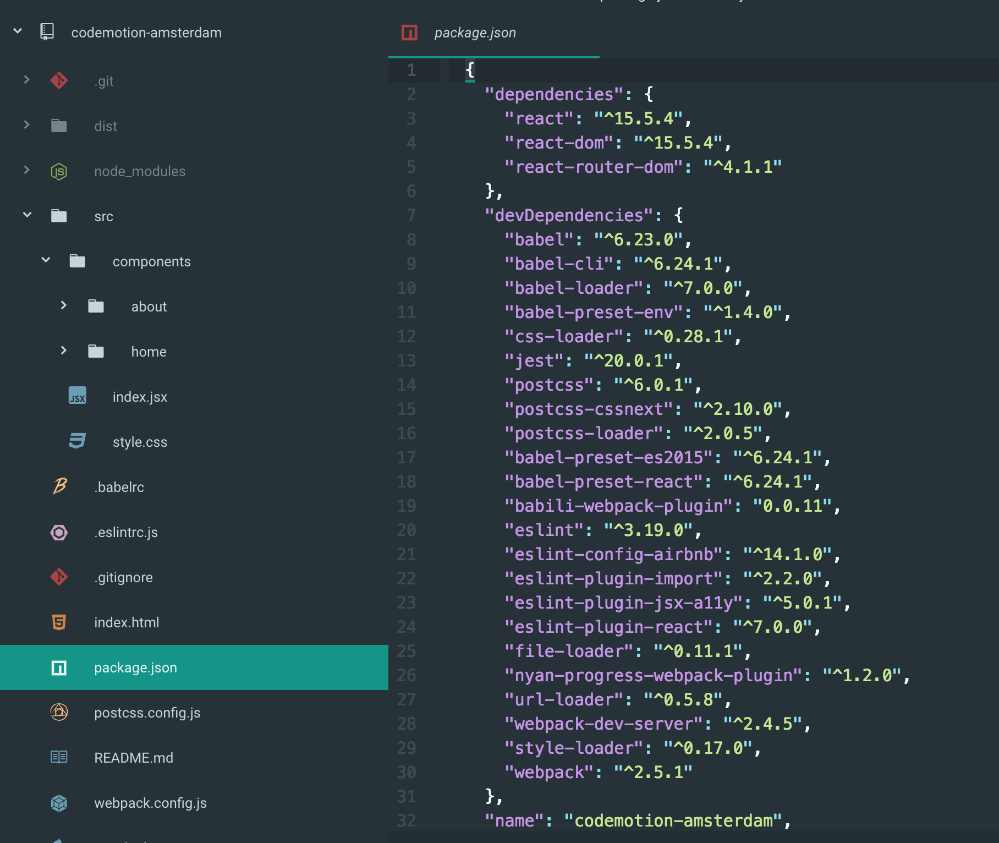 codemotion-amsterdam
.git
dist
node_modules
src
components
about
home
JSX index.jsx
style.css
.babelrc
.eslintrc.js
.gitignore
index.html
package.json
postcss.config.js
README.md
webpack.config.js
package.json
1 {
2 "dependencies": {
3 "react": "^15.5.4",
4 "react-dom": "^15.5.4",
5 "react-router-dom": "^4.1.1"
6 },
7 "devDependencies": {
8 "babel": "^6.23.0",
9 "babel-cli": "^6.24.1",
10 "babel-loader": "^7.0.0",
11 "babel-preset-env": "^1.4.0",
12 "css-loader": "^0.28.1",
13 "jest": "^20.0.1",
14 "postcss": "^6.0.1",
15 "postcss-cssnext": "^2.10.0",
16 "postcss-loader": "^2.0.5",
17 "babel-preset-es2015": "^6.24.1",
18 "babel-preset-react": "^6.24.1",
19 "babili-webpack-plugin": "0.0.11",
20 "eslint": "^3.19.0",
21 "eslint-config-airbnb": "^14.1.0",
22 "eslint-plugin-import": "^2.2.0",
23 "eslint-plugin-jsx-a11y": "^5.0.1",
24 "eslint-plugin-react": "^7.0.0",
25 "file-loader": "^0.11.1",
26 "nyan-progress-webpack-plugin": "^1.2.0",
27 "url-loader": "^0.5.8",
28 "webpack-dev-server": "^2.4.5",
29 "style-loader": "^0.17.0",
30 "webpack": "^2.5.1"
31 },
32 "name": "codemotion-amsterdam",